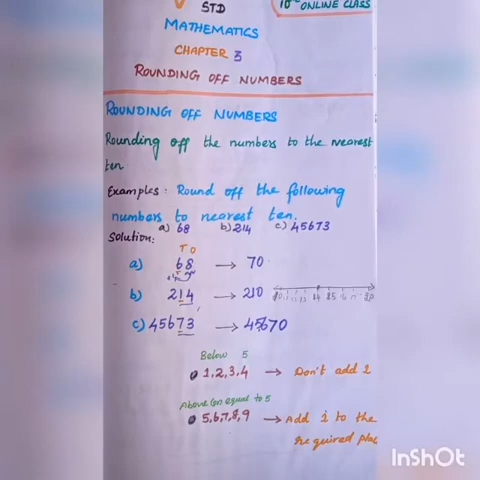 STD
10th ONLINE CLASS
MATHEMATICS
CHAPTER 3
ROUNDING OFF NUMBERS
ROUNDING OFF NUMBERS
Rounding off the numbers to the nearest
ten
Examples: Round off the following
numbers to nearest ten.
a) 68 b) 214 c) 45673
Solution:
T O
a) 68 → 70
b) 214 → 210
c) 45673 → 45670
Below 5
1,2,3,4 → Don't add 1
Above (or) equal to 5
5,6,7,8,9 → Add 1 to the
required
InShOt